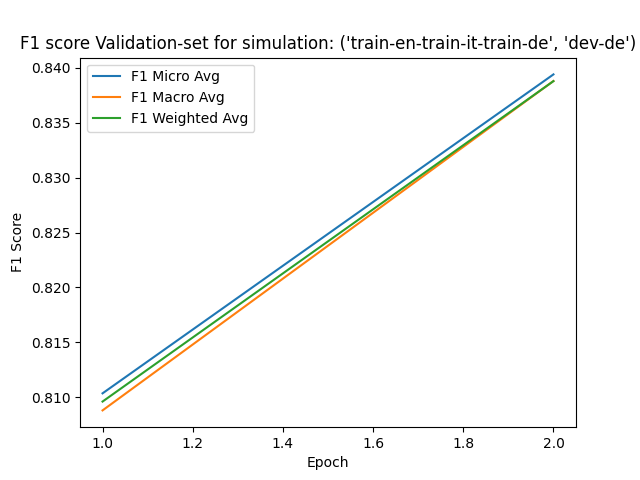 F1 score Validation-set for simulation: ('train-en-train-it-train-de', 'dev-de')
F1 Micro Avg
F1 Macro Avg
F1 Weighted Avg
F1 Score
0.840
0.835
0.830
0.825
0.820
0.815
0.810
1.0 1.2 1.4 1.6 1.8 2.0
Epoch